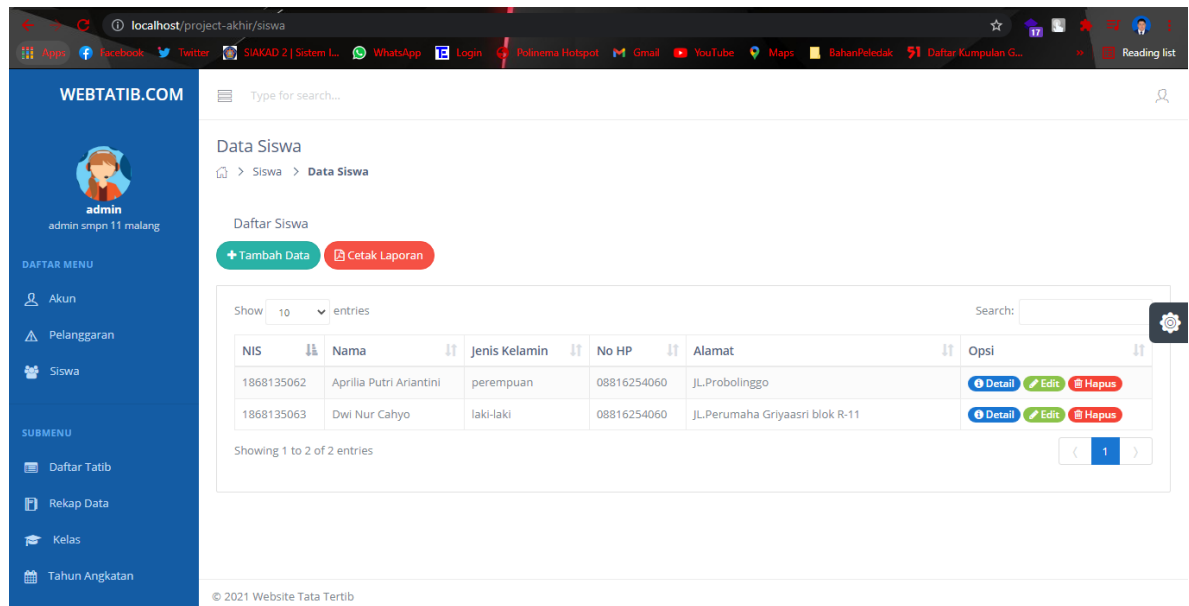 localhost/project-akhir/siswa
17
Apps Facebook Twitter SIAKAD 2 | Sistem I... WhatsApp Login Polinema Hotspot Gmail YouTube Maps BahanPeledak Daftar Kumpulan G... » Reading list
WEBTATIB.COM
Type for search...
admin
admin smpn 11 malang
DAFTAR MENU
Akun
Pelanggaran
Siswa
SUBMENU
Daftar Tatib
Rekap Data
Kelas
Tahun Angkatan
Data Siswa
> Siswa > Data Siswa
Daftar Siswa
+Tambah Data Cetak Laporan
Show 10 entries Search:
NIS Nama Jenis Kelamin No HP Alamat Opsi
1868135062 Aprilia Putri Ariantini perempuan 08816254060 JL.Probolinggo Detail Edit Hapus
1868135063 Dwi Nur Cahyo laki-laki 08816254060 JL.Perumaha Griyaasri blok R-11 Detail Edit Hapus
Showing 1 to 2 of 2 entries
1
© 2021 Website Tata Tertib